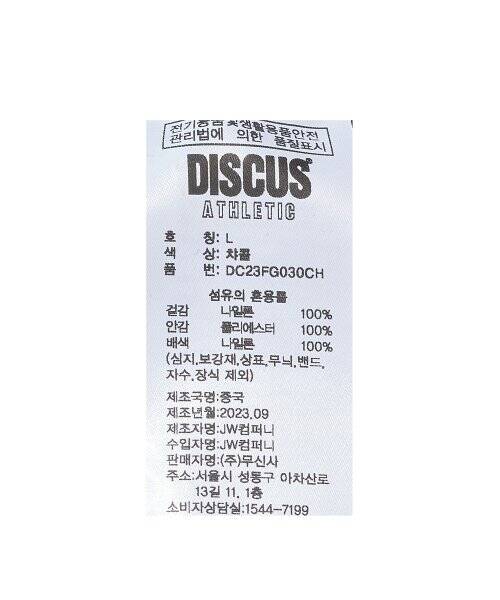 전기용품및생활용품안전
관리법에 의한 품질표시
DISCUS
ATHLETIC
호 칭: L
색 상: 챠콜
품 번: DC23FG030CH
섬유의 혼용률
겉감 나일론 100%
안감 폴리에스터 100%
배색 나일론 100%
(심지,보강재,상표,무늬,밴드,
자수,장식 제외)
제조국명:중국
제조년월:2023.09
제조자명:JW컴퍼니
수입자명:JW컴퍼니
판매자명:(주)무신사
주소:서울시 성동구 아차산로
13길 11, 1층
소비자상담실:1544-7199